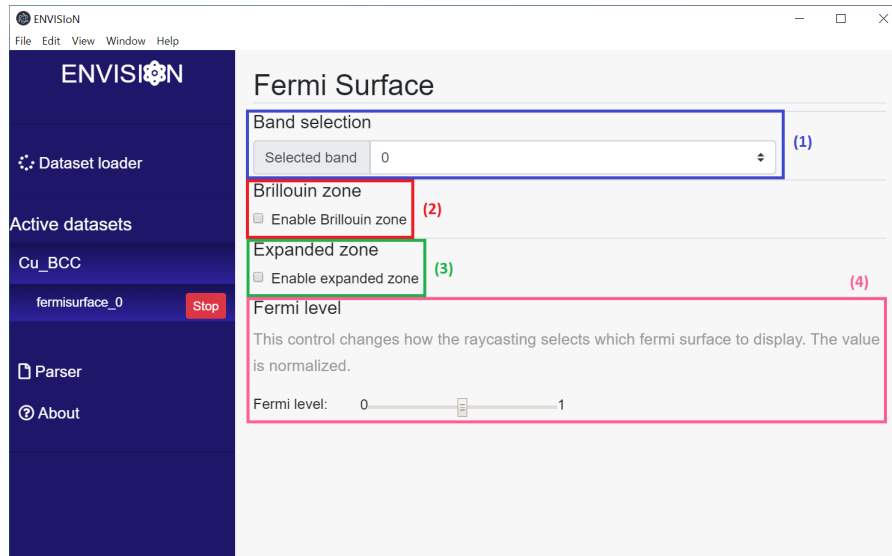 ENVISIoN
File Edit View Window Help
ENVISION
Dataset loader
Active datasets
Cu_BCC
fermisurface_0 Stop
Parser
About
Fermi Surface
Band selection
Selected band 0
(1)
Brillouin zone
Enable Brillouin zone
(2)
Expanded zone
Enable expanded zone
(3)
(4)
Fermi level
This control changes how the raycasting selects which fermi surface to display. The value
is normalized.
Fermi level: 0 1